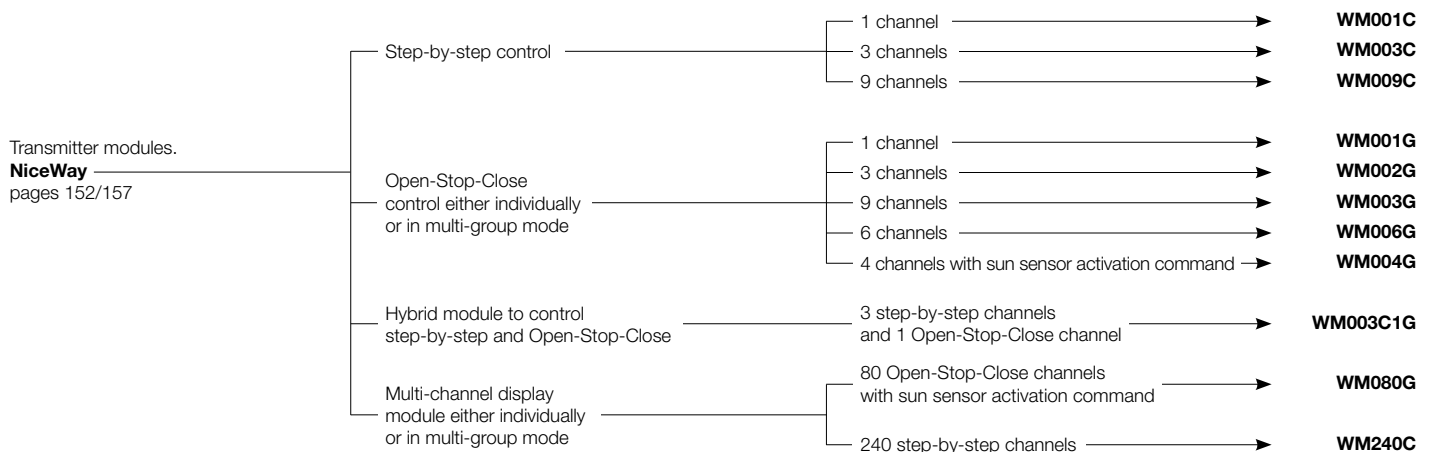 Transmitter modules.
NiceWay
pages 152/157
Step-by-step control
1 channel
WM001C
3 channels
WM003C
9 channels
WM009C
Open-Stop-Close
control either individually
or in multi-group mode
1 channel
WM001G
3 channels
WM002G
9 channels
WM003G
6 channels
WM006G
4 channels with sun sensor activation command
WM004G
Hybrid module to control
step-by-step and Open-Stop-Close
3 step-by-step channels
and 1 Open-Stop-Close channel
WM003C1G
Multi-channel display
module either individually
or in multi-group mode
80 Open-Stop-Close channels
with sun sensor activation command
WM080G
240 step-by-step channels
WM240C